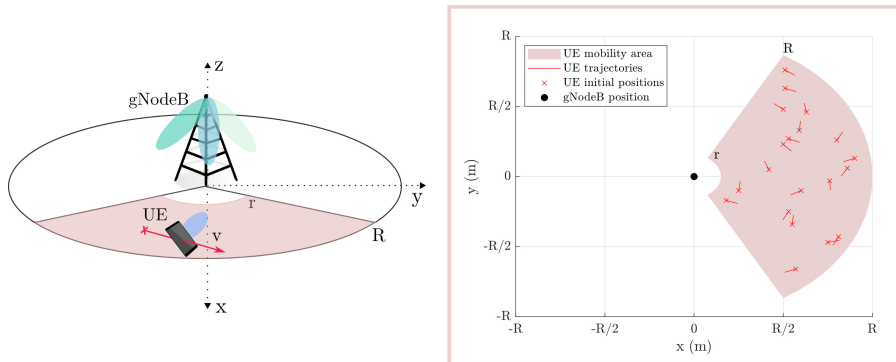 z
gNodeB
y
r
UE
v
R
x
R
R/2
0
-R/2
-R
y (m)
UE mobility area
UE trajectories
UE initial positions
gNodeB position
R
r
-R
-R/2
0
R/2
R
x (m)